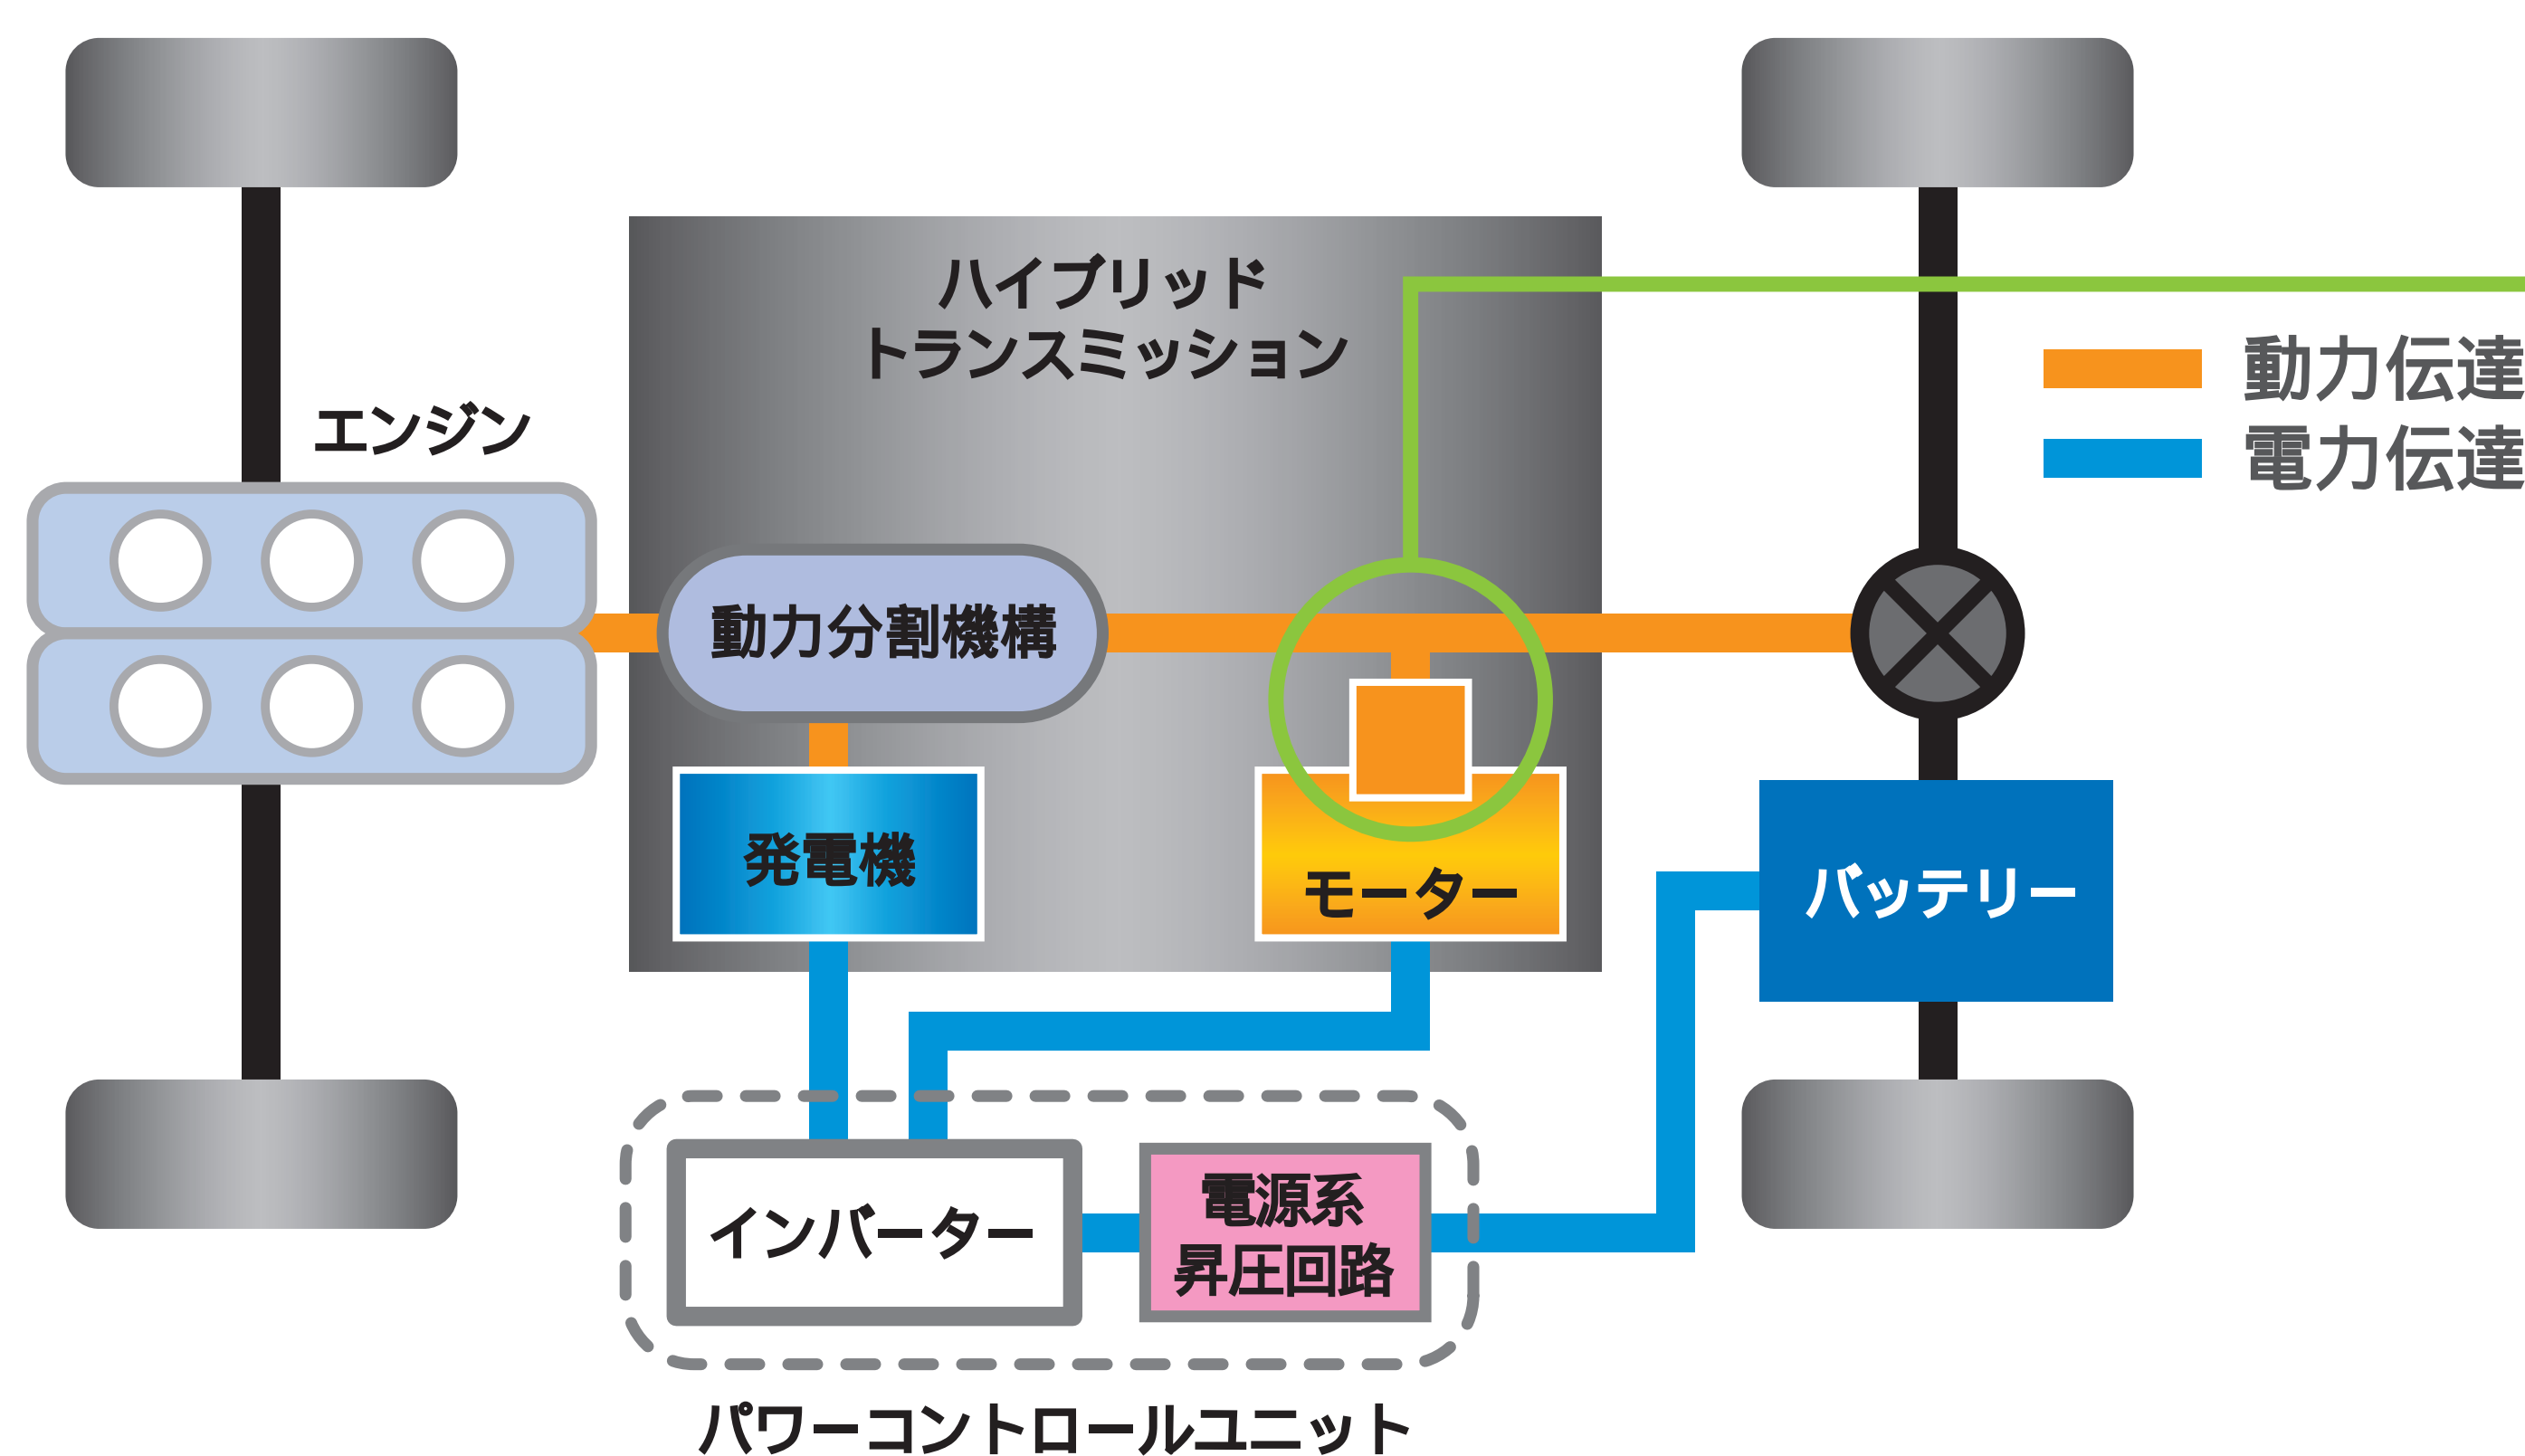 ハイブリッド
トランスミッション
動力伝達
エンジン
電力伝達
動力分割機構
発電機
モーター
バッテリー
インバーター
電源系
昇圧回路
パワーコントロールユニット